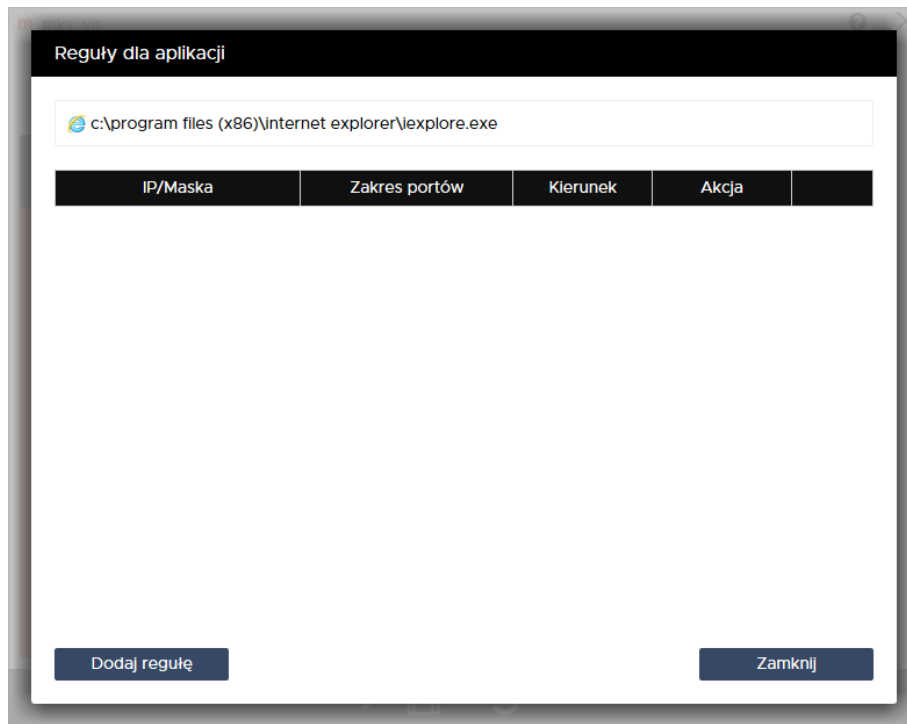 mks_vir
Reguły dla aplikacji
c:\program files (x86)\internet explorer\iexplore.exe
IP/Maska Zakres portów Kierunek Akcja
Dodaj regułę Zamknij